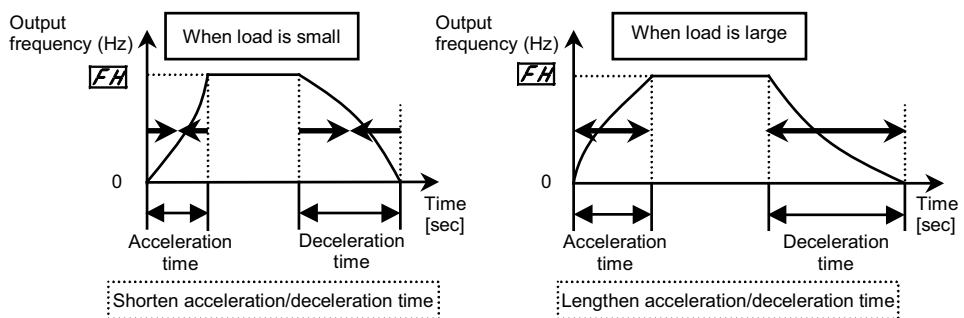 Output
frequency (Hz)
When load is small
FH
0
Time
[sec]
Acceleration
time
Deceleration
time
Shorten acceleration/deceleration time
Output
frequency (Hz)
When load is large
FH
0
Time
[sec]
Acceleration
time
Deceleration
time
Lengthen acceleration/deceleration time